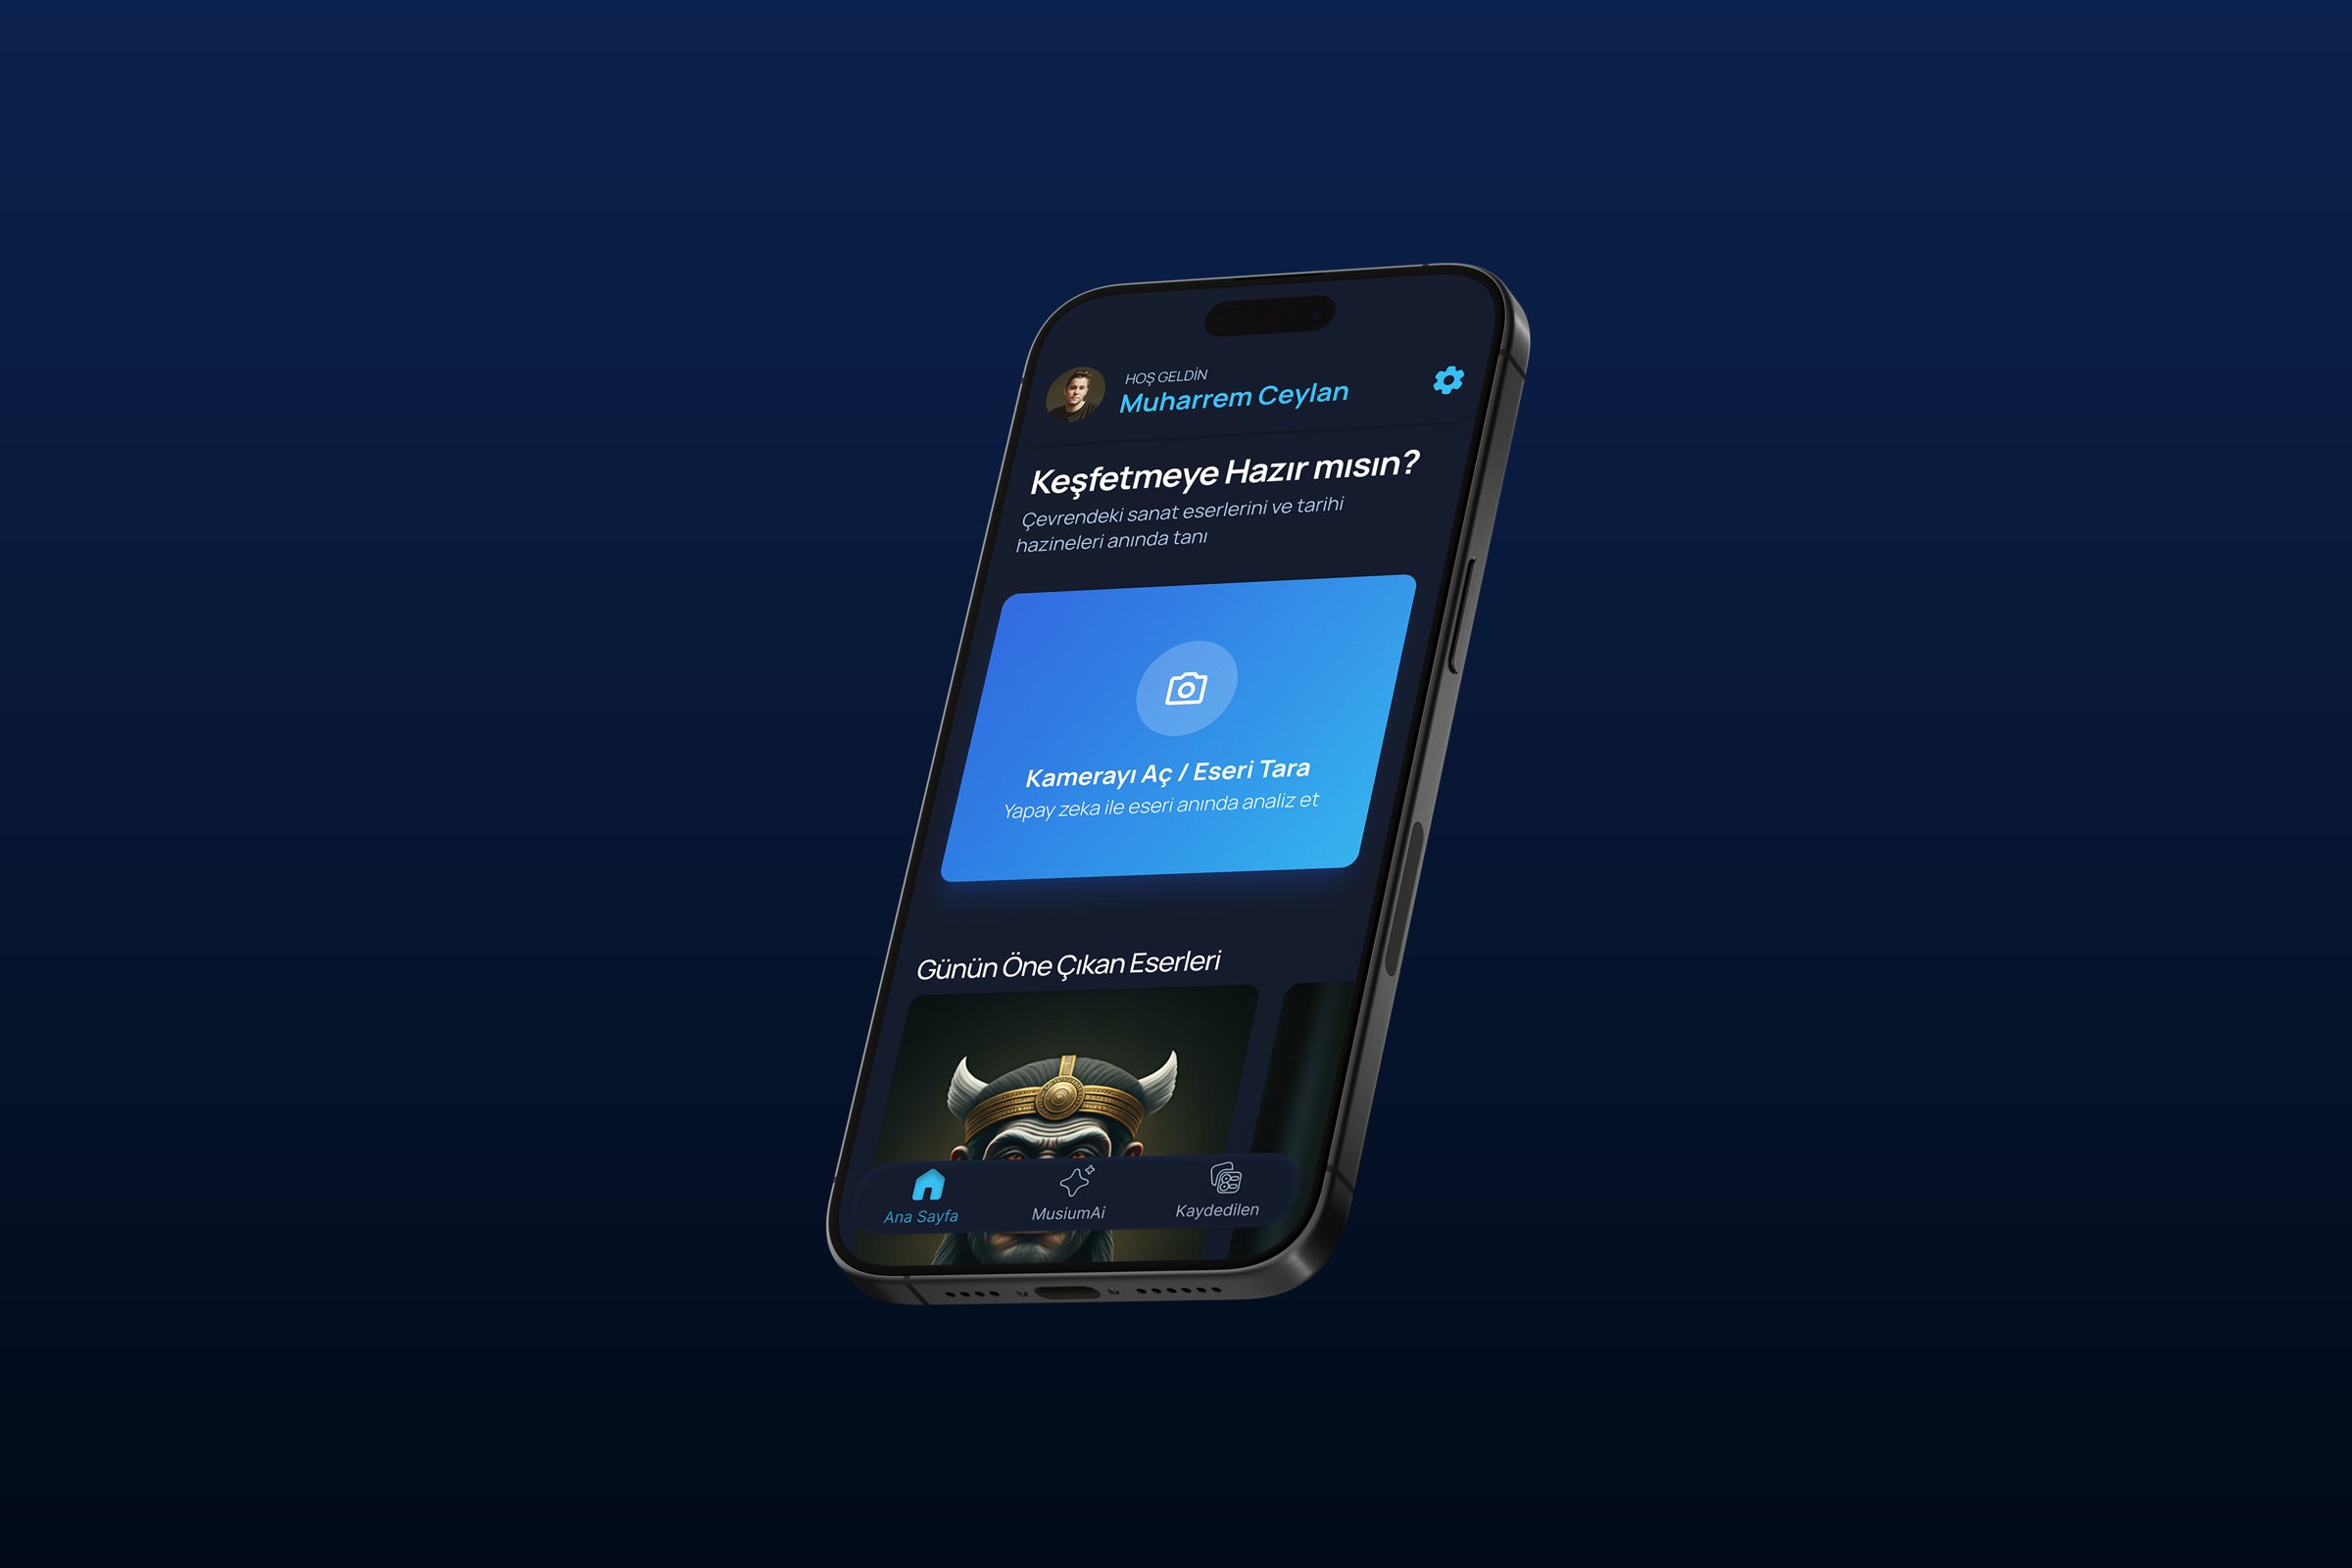 HOŞ GELDİN
Muharrem Ceylan
Keşfetmeye Hazır mısın?
Çevrendeki sanat eserlerini ve tarihi
hazineleri anında tanı
Kamerayı Aç / Eseri Tara
Yapay zeka ile eseri anında analiz et
Günün Öne Çıkan Eserleri
Ana Sayfa
MusiumAi
Kaydedilen